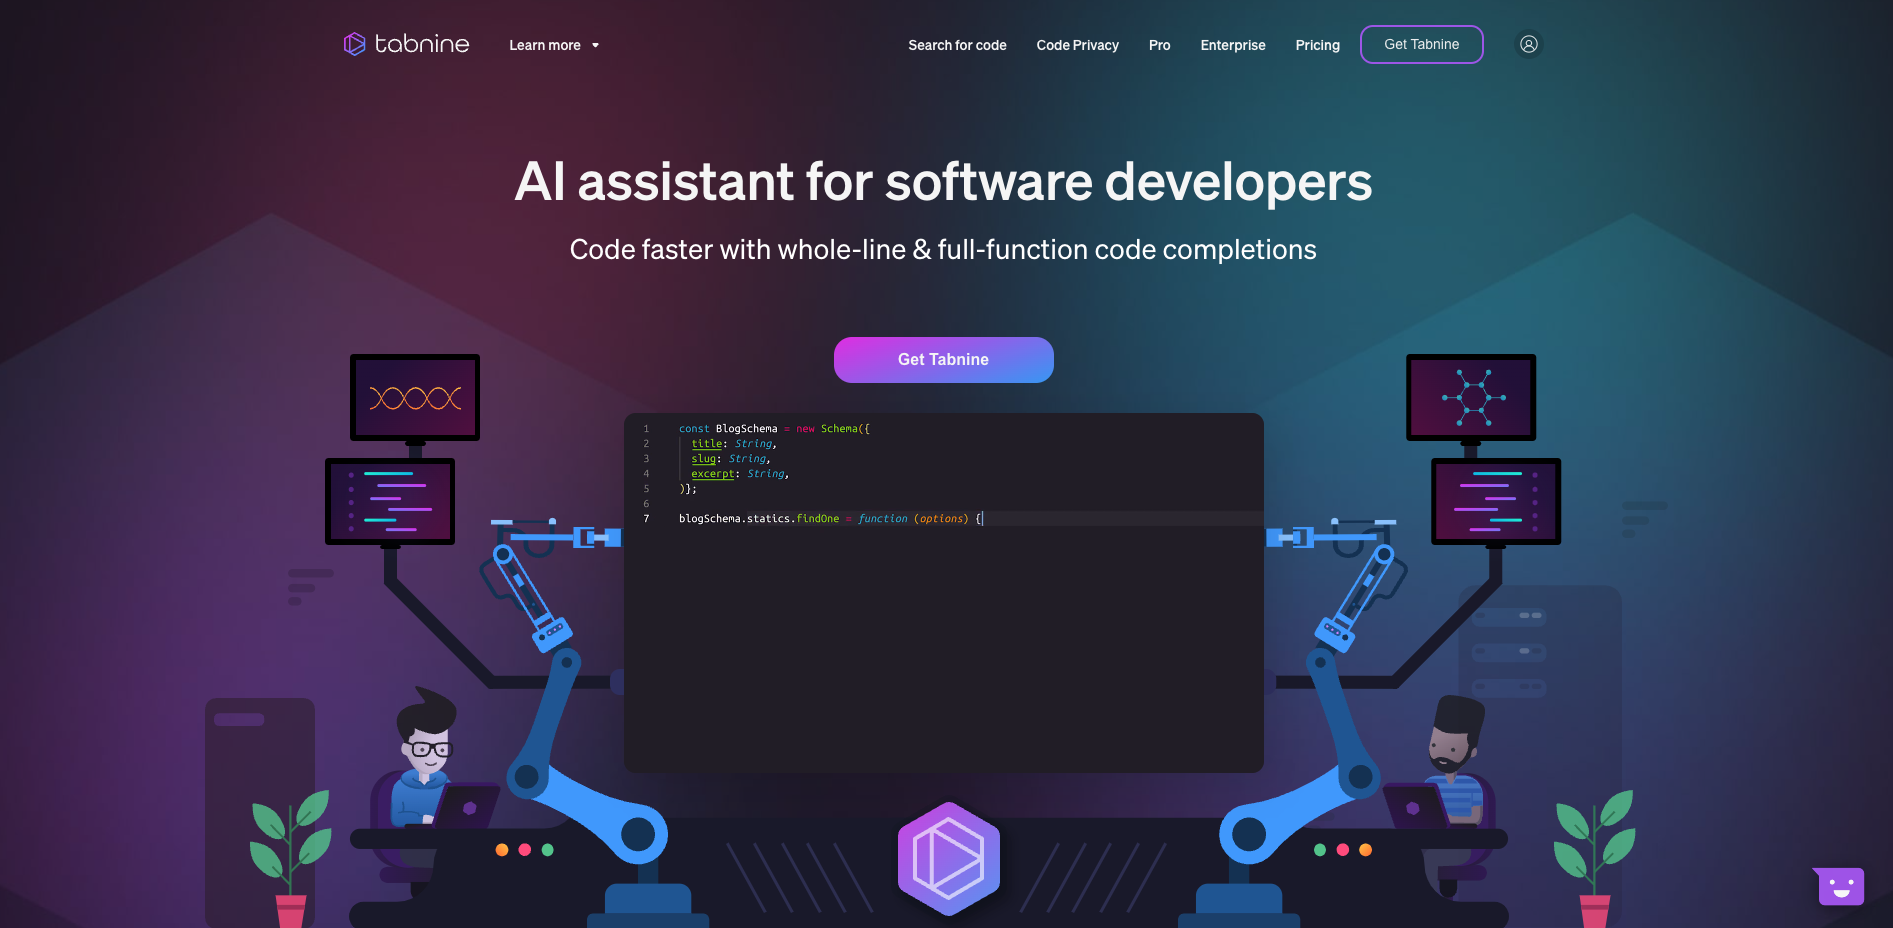 tabnine
Learn more
Search for code
Code Privacy
Pro
Enterprise
Pricing
Get Tabnine
AI assistant for software developers
Code faster with whole-line & full-function code completions
Get Tabnine
1 const BlogSchema = new Schema({
2 title: String,
3 slug: String,
4 excerpt: String,
5 )};
6
7 blogSchema.statics.findOne = function (options) {